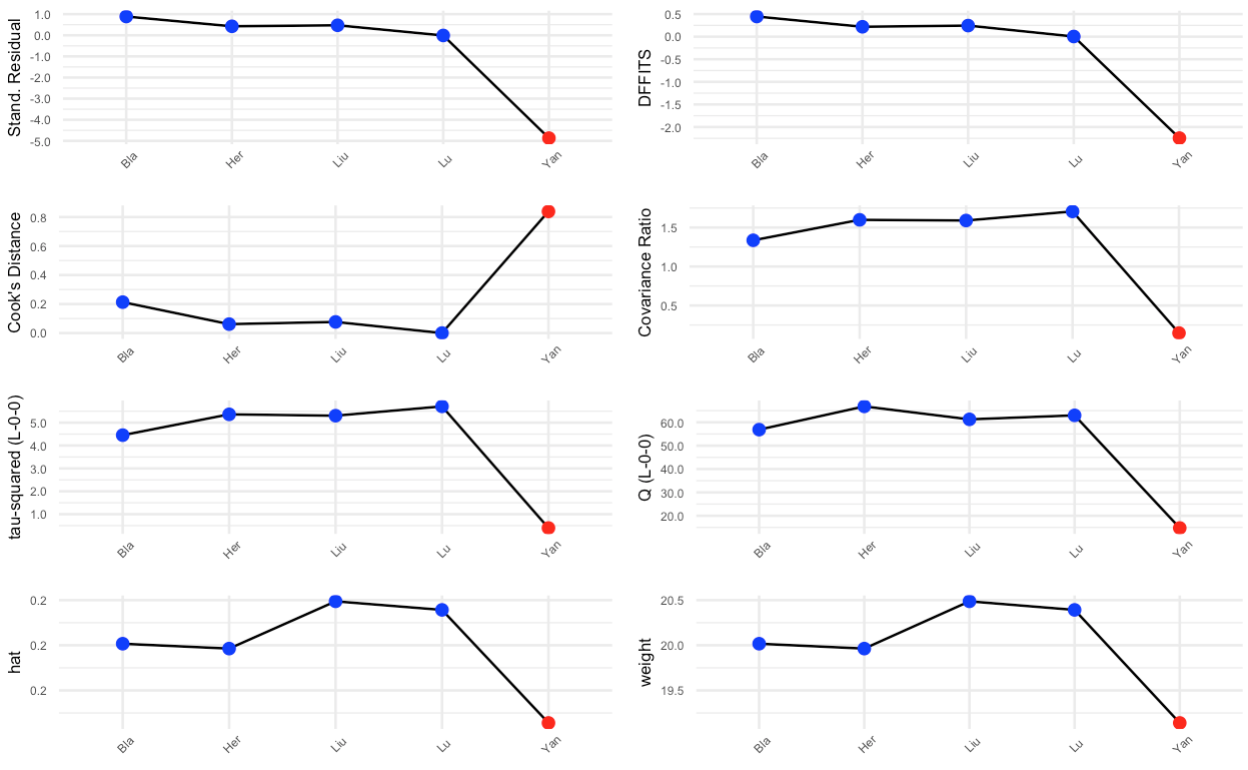 Stand. Residual
1.0
0.0
-1.0
-2.0
-3.0
-4.0
-5.0
Bla Her Liu Lu Yan
DFFITS
0.5
0.0
-0.5
-1.0
-1.5
-2.0
Bla Her Liu Lu Yan
Cook's Distance
0.8
0.6
0.4
0.2
0.0
Bla Her Liu Lu Yan
Covariance Ratio
1.5
1.0
0.5
Bla Her Liu Lu Yan
tau-squared (L-0-0)
5.0
4.0
3.0
2.0
1.0
Bla Her Liu Lu Yan
Q (L-0-0)
60.0
50.0
40.0
30.0
20.0
Bla Her Liu Lu Yan
hat
0.2
0.2
0.2
Bla Her Liu Lu Yan
weight
20.5
20.0
19.5
Bla Her Liu Lu Yan